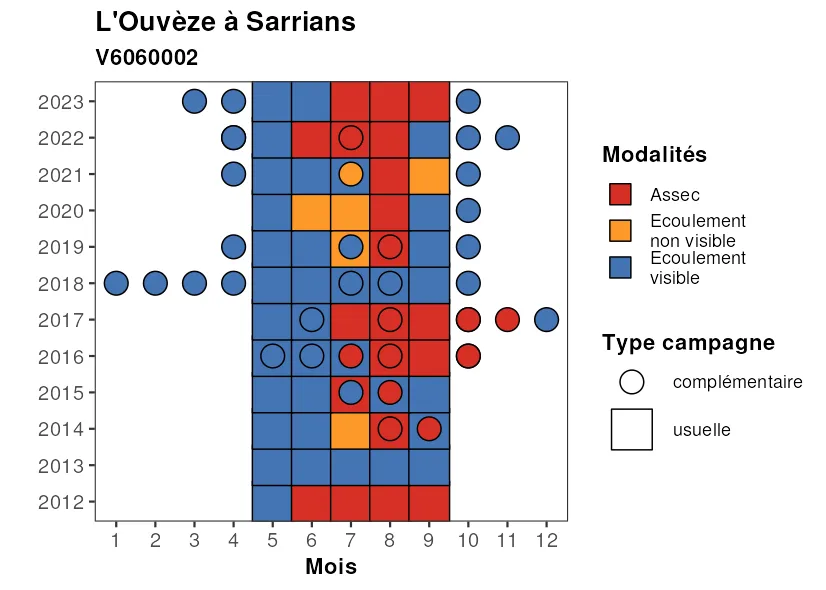 L'Ouvèze à Sarrians
V6060002
2023
2022
2021
2020
2019
2018
2017
2016
2015
2014
2013
2012
1 2 3 4 5 6 7 8 9 10 11 12
Mois
Modalités
Assec
Ecoulement
non visible
Ecoulement
visible
Type campagne
complémentaire
usuelle